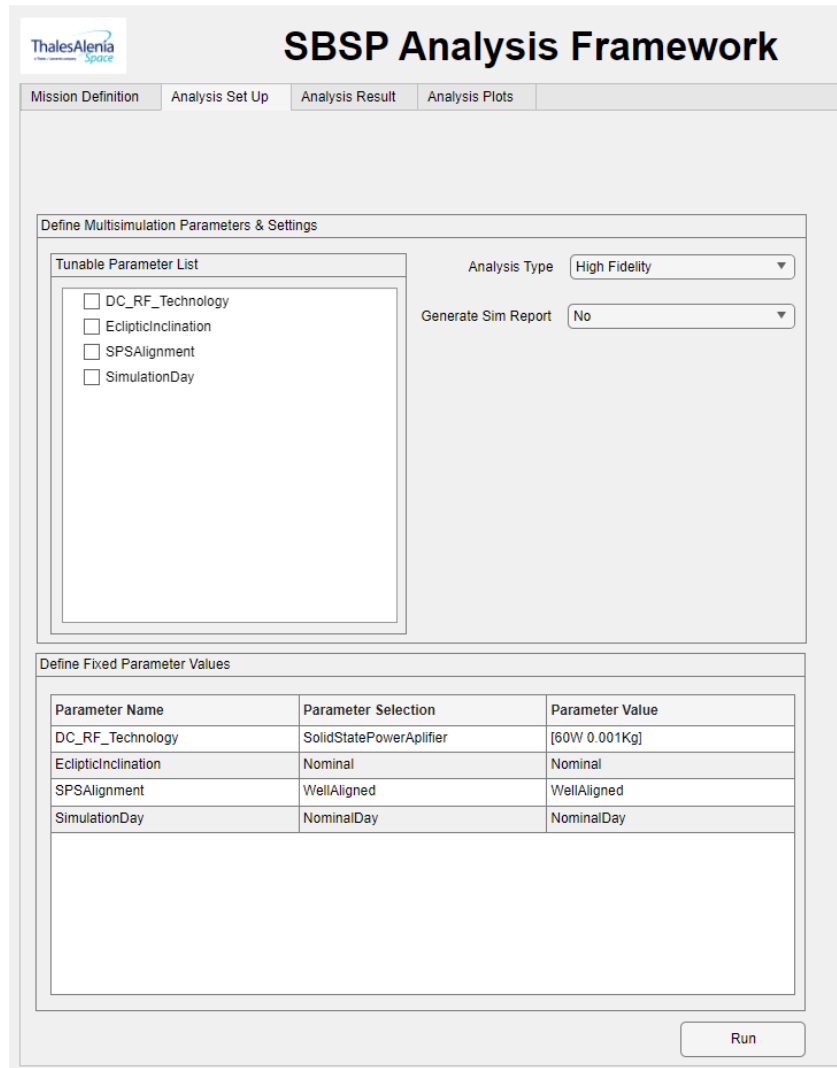 ThalesAlenia
Space
SBSP Analysis Framework
Mission Definition Analysis Set Up Analysis Result Analysis Plots
Define Multisimulation Parameters & Settings
Tunable Parameter List
DC_RF_Technology
EclipticInclination
SPSAlignment
SimulationDay
Analysis Type High Fidelity
Generate Sim Report No
Define Fixed Parameter Values
Parameter Name Parameter Selection Parameter Value
DC_RF_Technology SolidStatePowerAplifier [60W 0.001Kg]
EclipticInclination Nominal Nominal
SPSAlignment WellAligned WellAligned
SimulationDay NominalDay NominalDay
Run